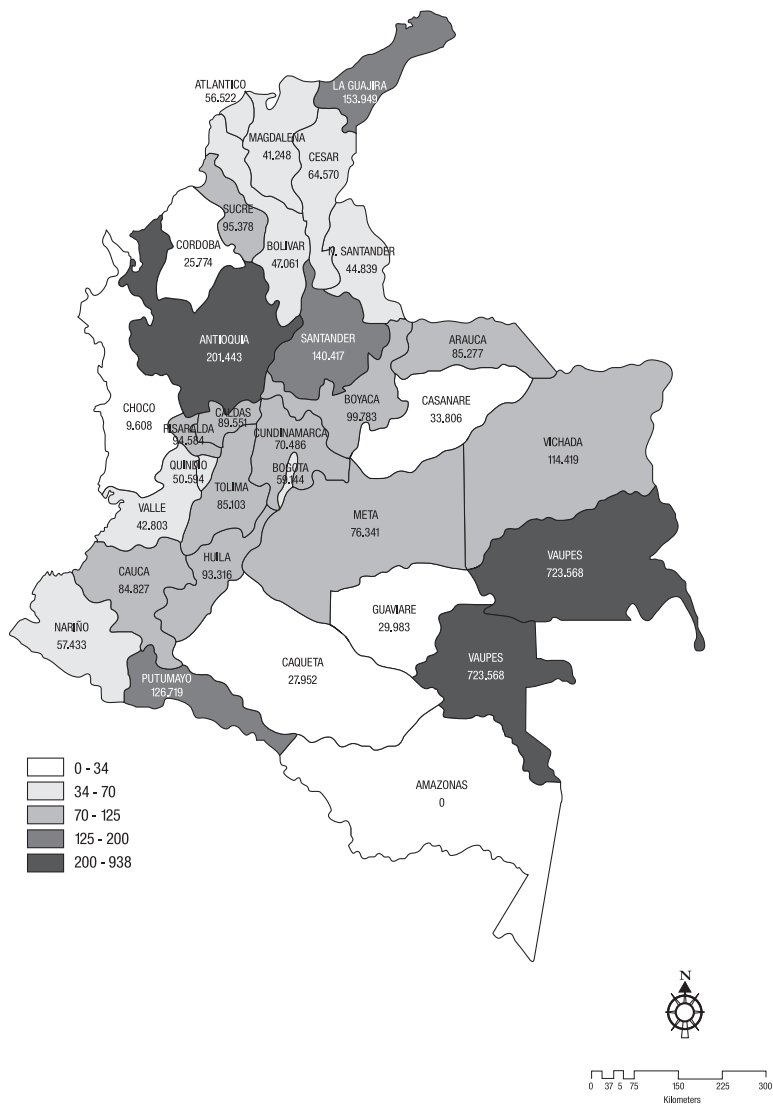 ATLANTICO
56.522
LA GUAJIRA
153.949
MAGDALENA
41.248
CESAR
64.570
SUCRE
95.378
CORDOBA
25.774
BOLIVAR
47.061
N. SANTANDER
44.839
ANTIOQUIA
201.443
SANTANDER
140.417
ARAUCA
85.277
CHOCO
9.608
BOYACA
99.783
CASANARE
33.806
CALDAS
89.551
RISARALDA
94.584
CUNDINAMARCA
70.486
VICHADA
114.419
QUINDIO
50.594
BOGOTA
59.144
TOLIMA
85.103
VALLE
42.803
META
76.341
HUILA
93.316
VAUPES
723.568
CAUCA
84.827
GUAVIARE
29.983
NARIÑO
57.433
CAQUETA
27.952
VAUPES
723.568
PUTUMAYO
126.719
AMAZONAS
0
0 - 34
34 - 70
70 - 125
125 - 200
200 - 938
N
0 37 5 75 150 225 300
Kilometers